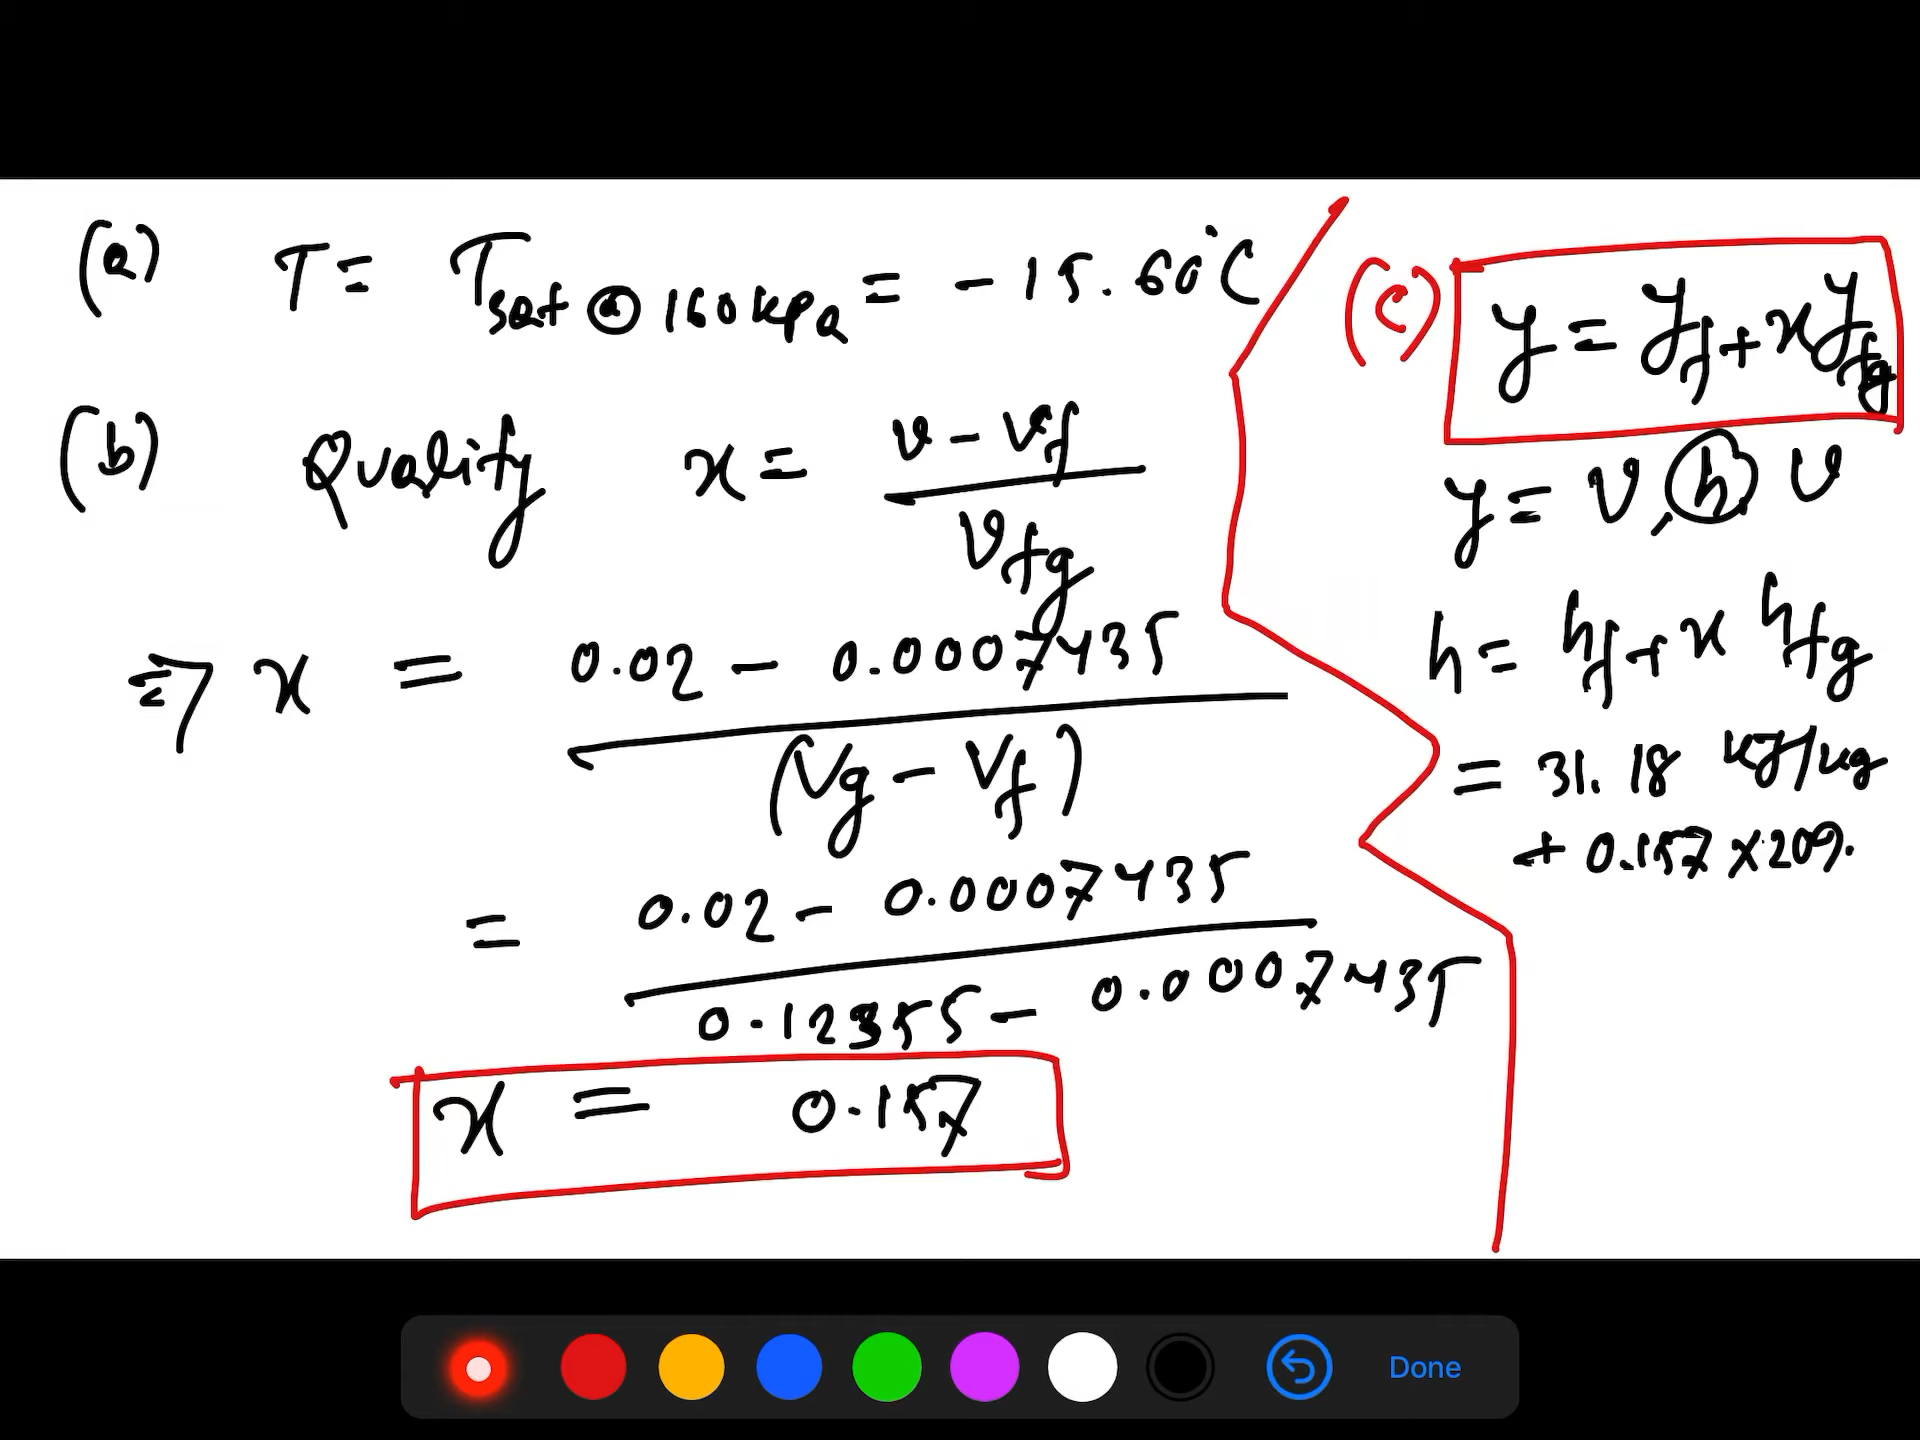 (a) T = Tsat @ 160 kPa = -15.60°C
(b) Quality x = v - vf
vfg
⇒ x = 0.02 - 0.0007435
(Vg - Vf)
= 0.02 - 0.0007435
0.12355 - 0.0007435
x = 0.157
(c) y = yf + x yfg
y = v, h, u
h = hf + x hfg
= 31.18 kJ/kg
+ 0.157 × 209.
Done